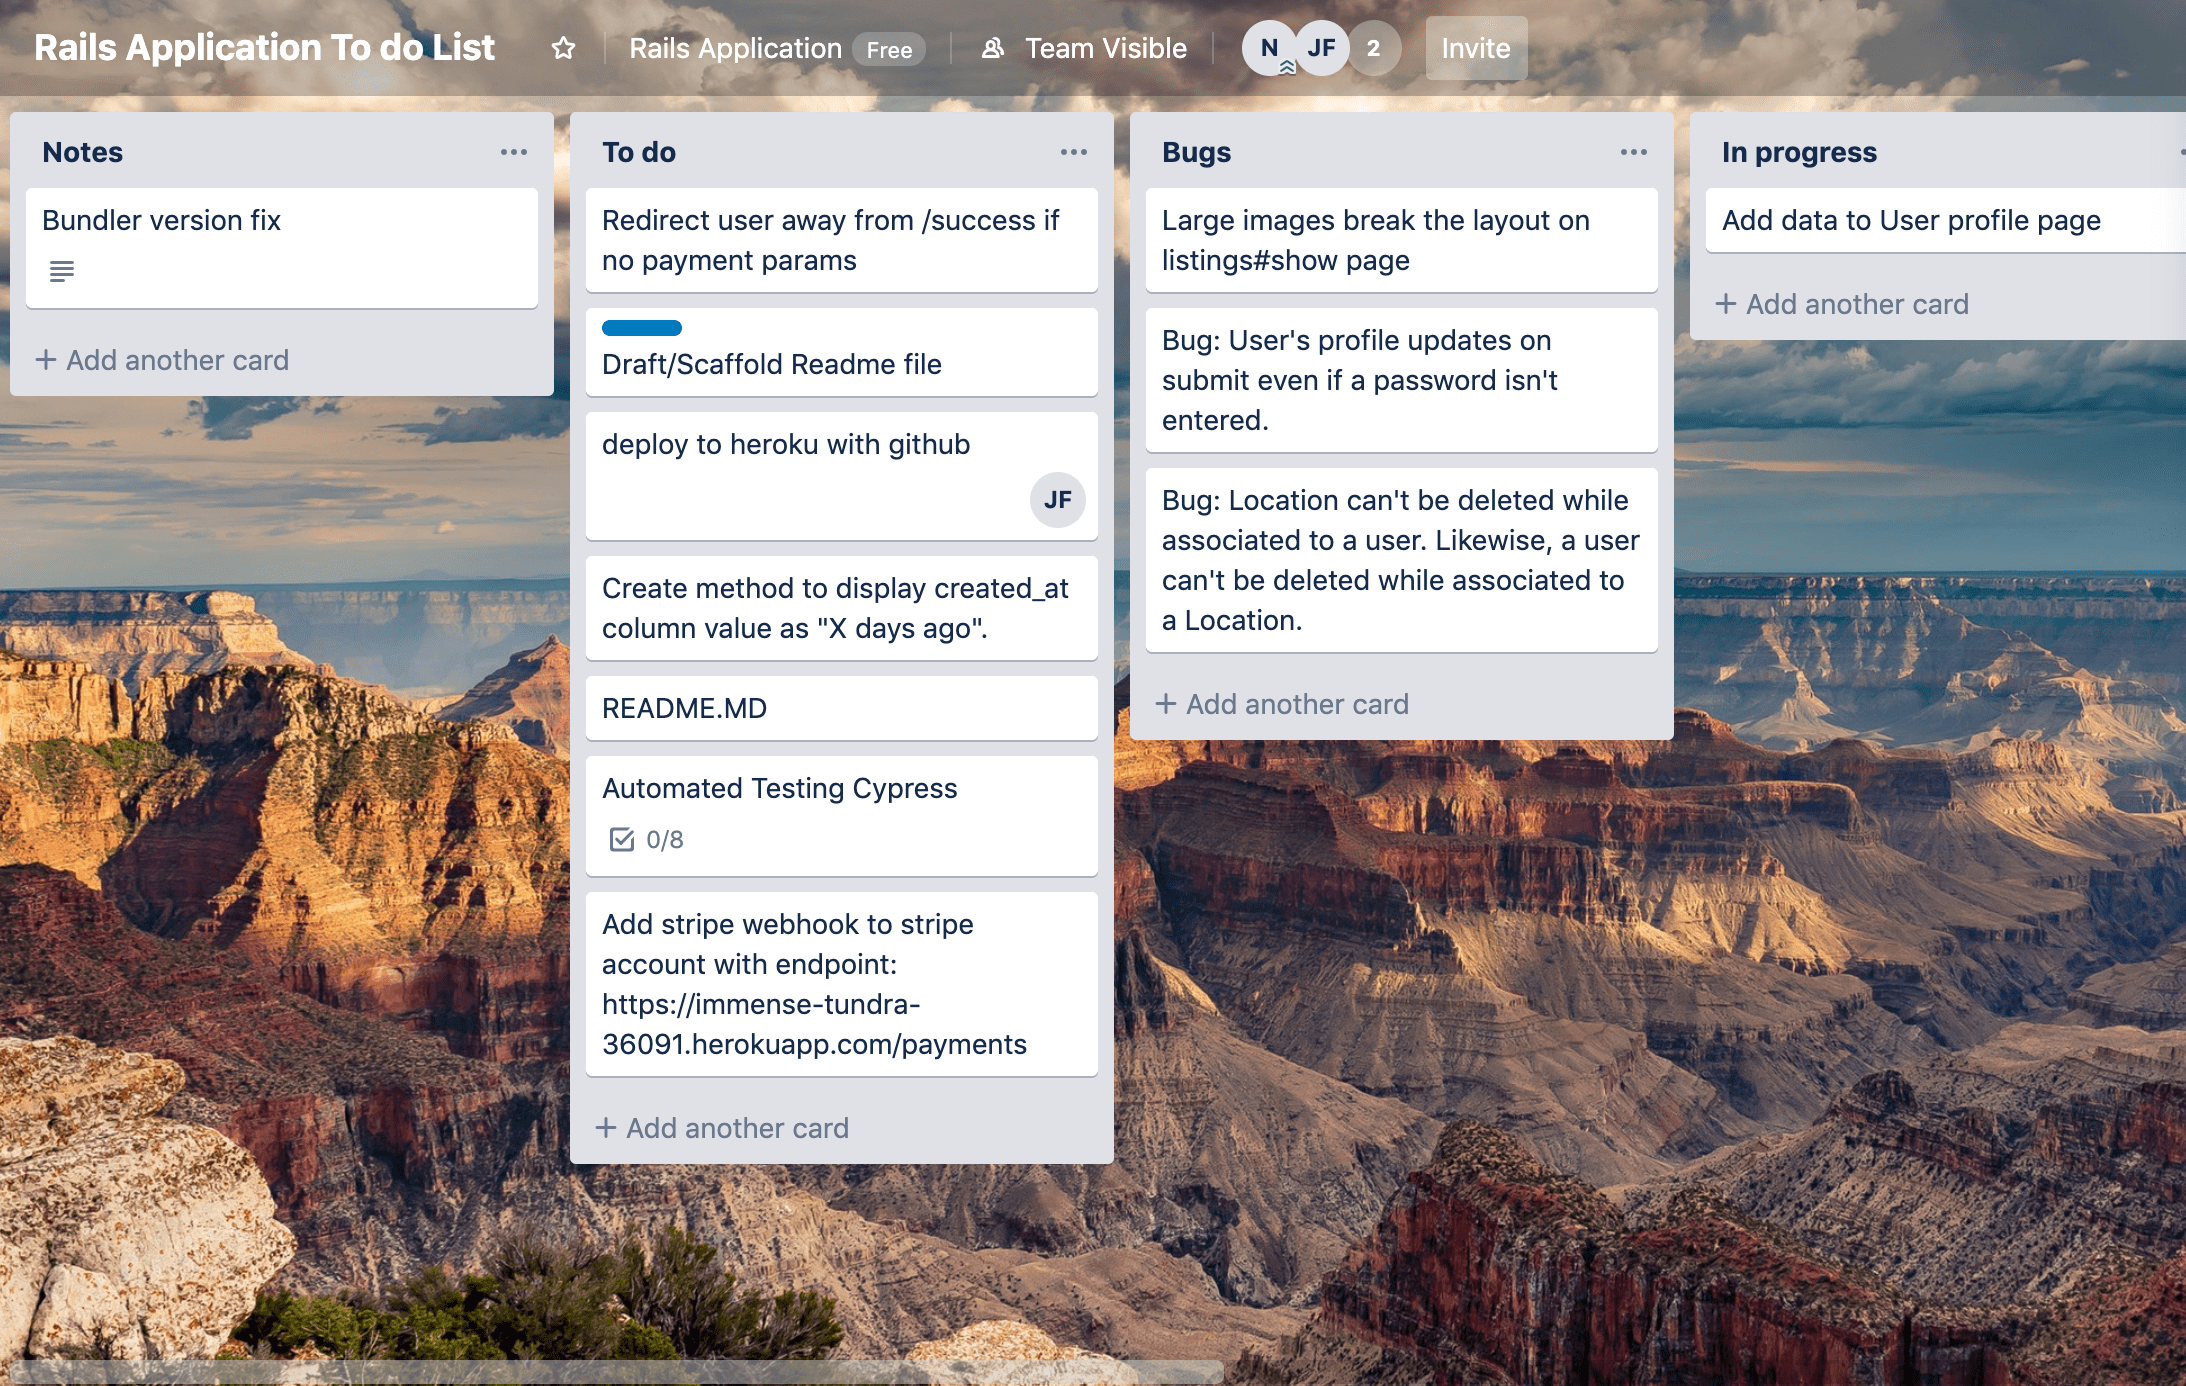 Rails Application To do List
Rails Application Free
Team Visible
N JF 2
Invite
Notes
Bundler version fix
+ Add another card
To do
Redirect user away from /success if
no payment params
Draft/Scaffold Readme file
deploy to heroku with github
JF
Create method to display created_at
column value as "X days ago".
README.MD
Automated Testing Cypress
0/8
Add stripe webhook to stripe
account with endpoint:
https://immense-tundra-
36091.herokuapp.com/payments
+ Add another card
Bugs
Large images break the layout on
listings#show page
Bug: User's profile updates on
submit even if a password isn't
entered.
Bug: Location can't be deleted while
associated to a user. Likewise, a user
can't be deleted while associated to
a Location.
+ Add another card
In progress
Add data to User profile page
+ Add another card